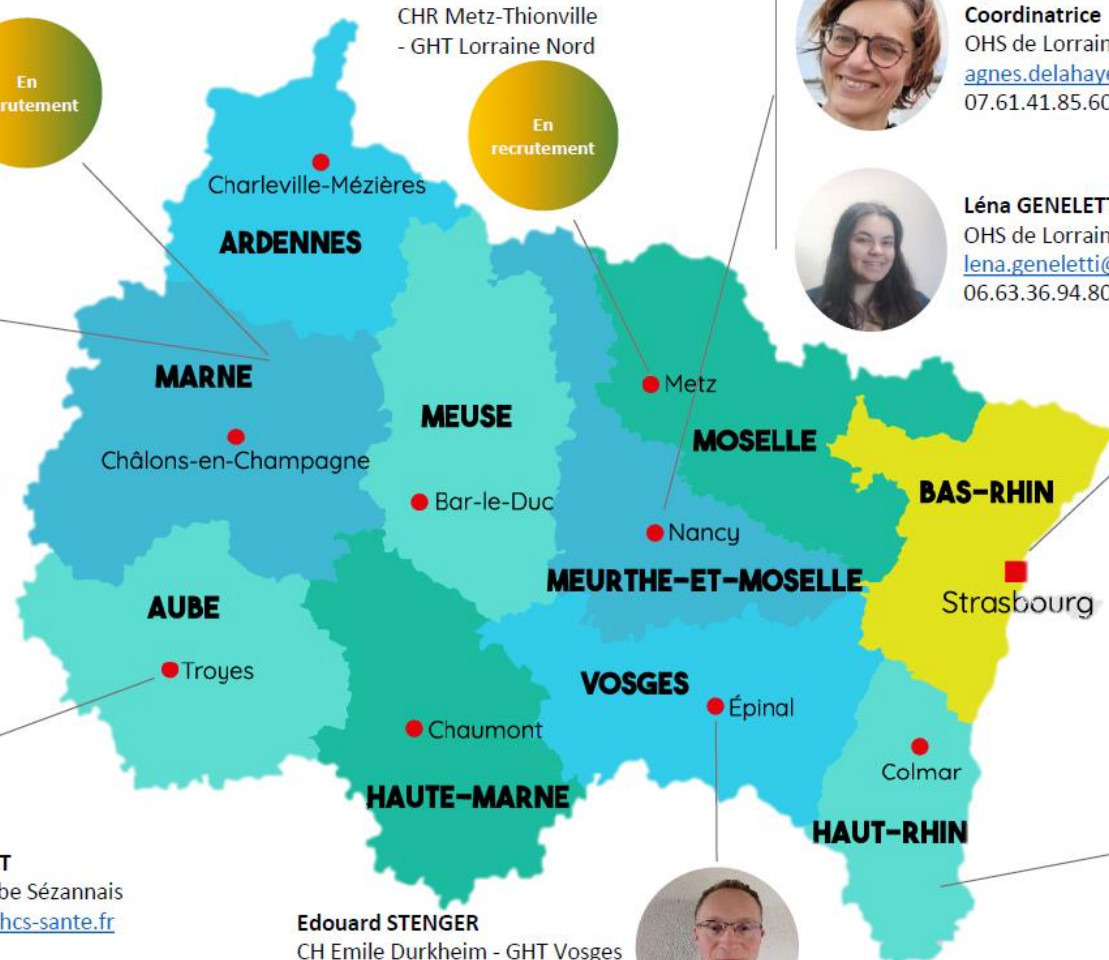 CHR Metz-Thionville
- GHT Lorraine Nord
En
recrutement
En
Coordinatrice
OHS de Lorrain
agnes.delahaye
07.61.41.85.60
Léna GENELETT
OHS de Lorrain
lena.geneletti@
06.63.36.94.80
Charleville-Mézières
ARDENNES
MARNE
Châlons-en-Champagne
MEUSE
Bar-le-Duc
Metz
MOSELLE
BAS-RHIN
Nancy
MEURTHE-ET-MOSELLE
Strasbourg
AUBE
Troyes
VOSGES
Épinal
Chaumont
HAUTE-MARNE
Colmar
HAUT-RHIN
T
be Sézannais
hcs-sante.fr
Edouard STENGER
CH Emile Durkheim - GHT Vosges